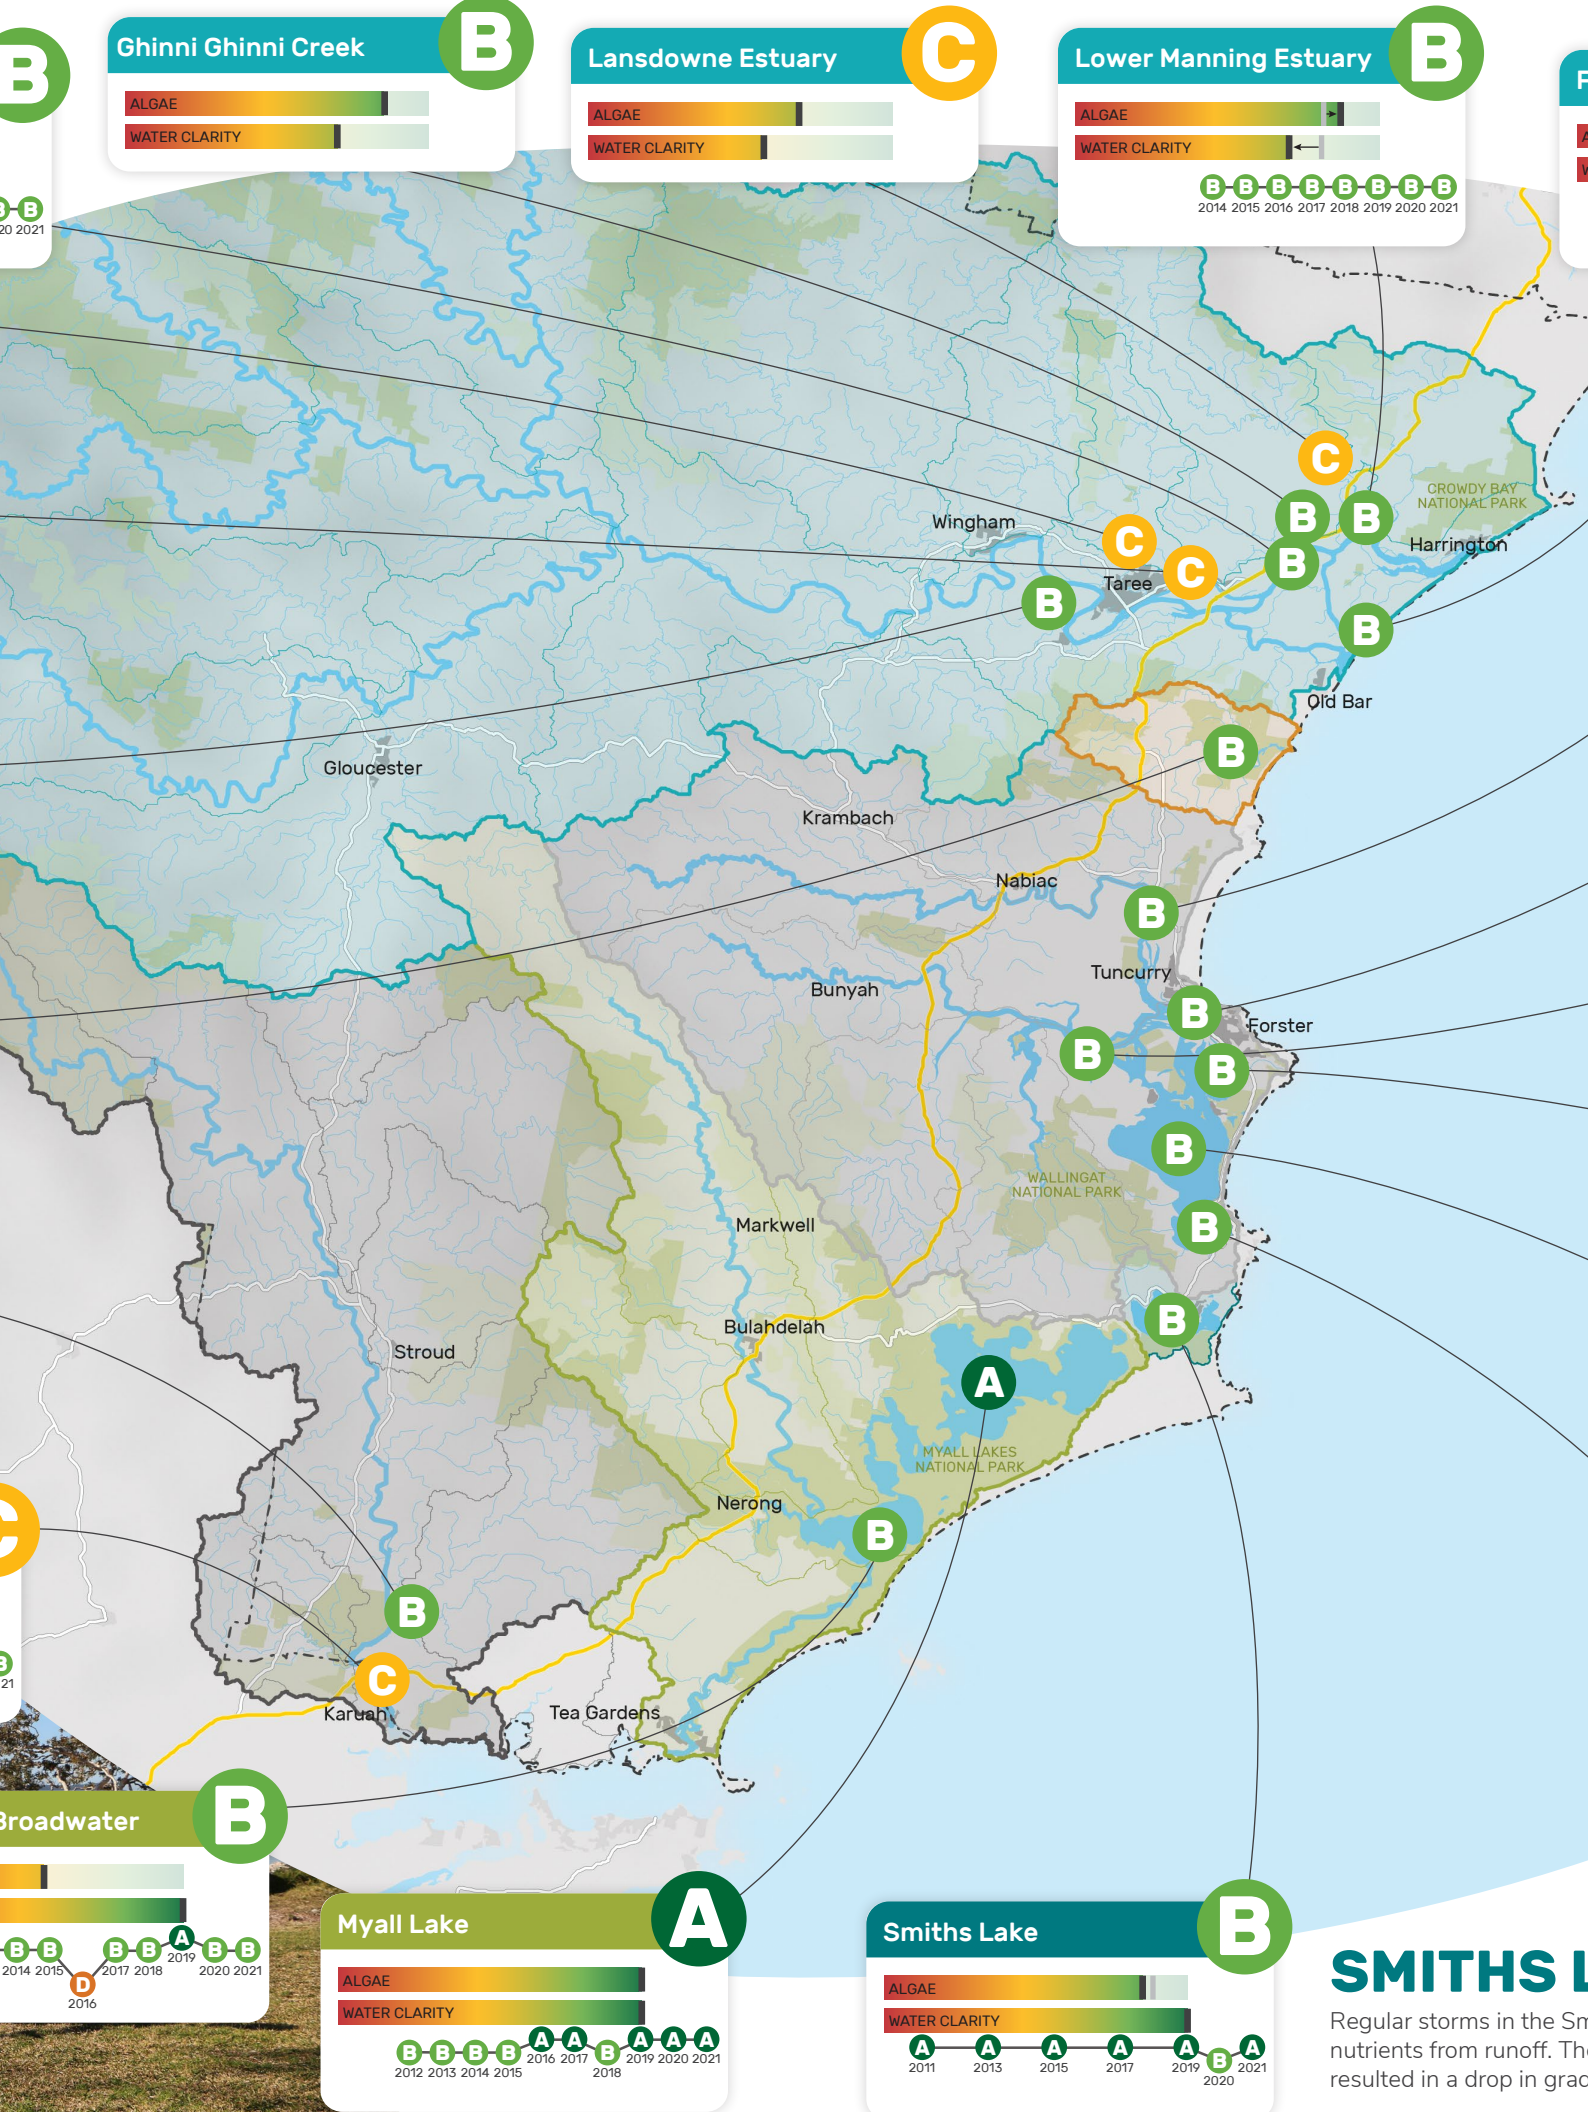 B
20 2021
B
Ghinni Ghinni Creek
B
ALGAE
WATER CLARITY
Lansdowne Estuary
C
ALGAE
WATER CLARITY
Lower Manning Estuary
B
ALGAE
WATER CLARITY
B B B B B B B B
2014 2015 2016 2017 2018 2019 2020 2021
C
CROWDY BAY
NATIONAL PARK
B B
Wingham
Harrington
C
B
C
Taree
B
B
Old Bar
B
Gloucester
Krambach
Nabiac
B
Tuncurry
Bunyah
B
Forster
B
B
B
WALLINGAT
NATIONAL PARK
Markwell
B
B
Bulahdelah
Stroud
A
MYALL LAKES
NATIONAL PARK
Nerong
B
B
C
Karuah
Tea Gardens
21
Broadwater
B
B B D B B A B B
2014 2015 2016 2017 2018 2019 2020 2021
Myall Lake
A
ALGAE
WATER CLARITY
B B B B A A B A A A
2012 2013 2014 2015 2016 2017 2018 2019 2020 2021
Smiths Lake
B
ALGAE
WATER CLARITY
A A A A A B A
2011 2013 2015 2017 2019 2020 2021
SMITHS L
Regular storms in the Sm
nutrients from runoff. The
resulted in a drop in grad